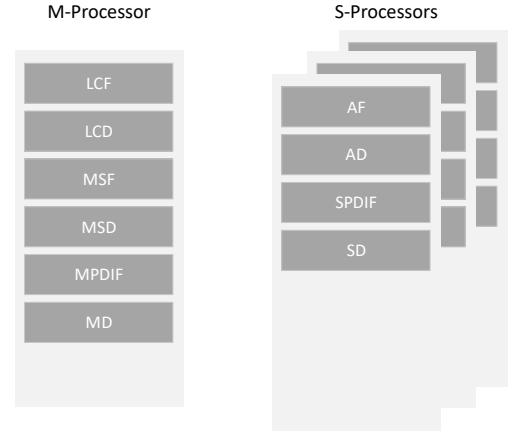 M-Processor
S-Processors
LCF
LCD
MSF
MSD
MPDIF
MD
AF
AD
SPDIF
SD